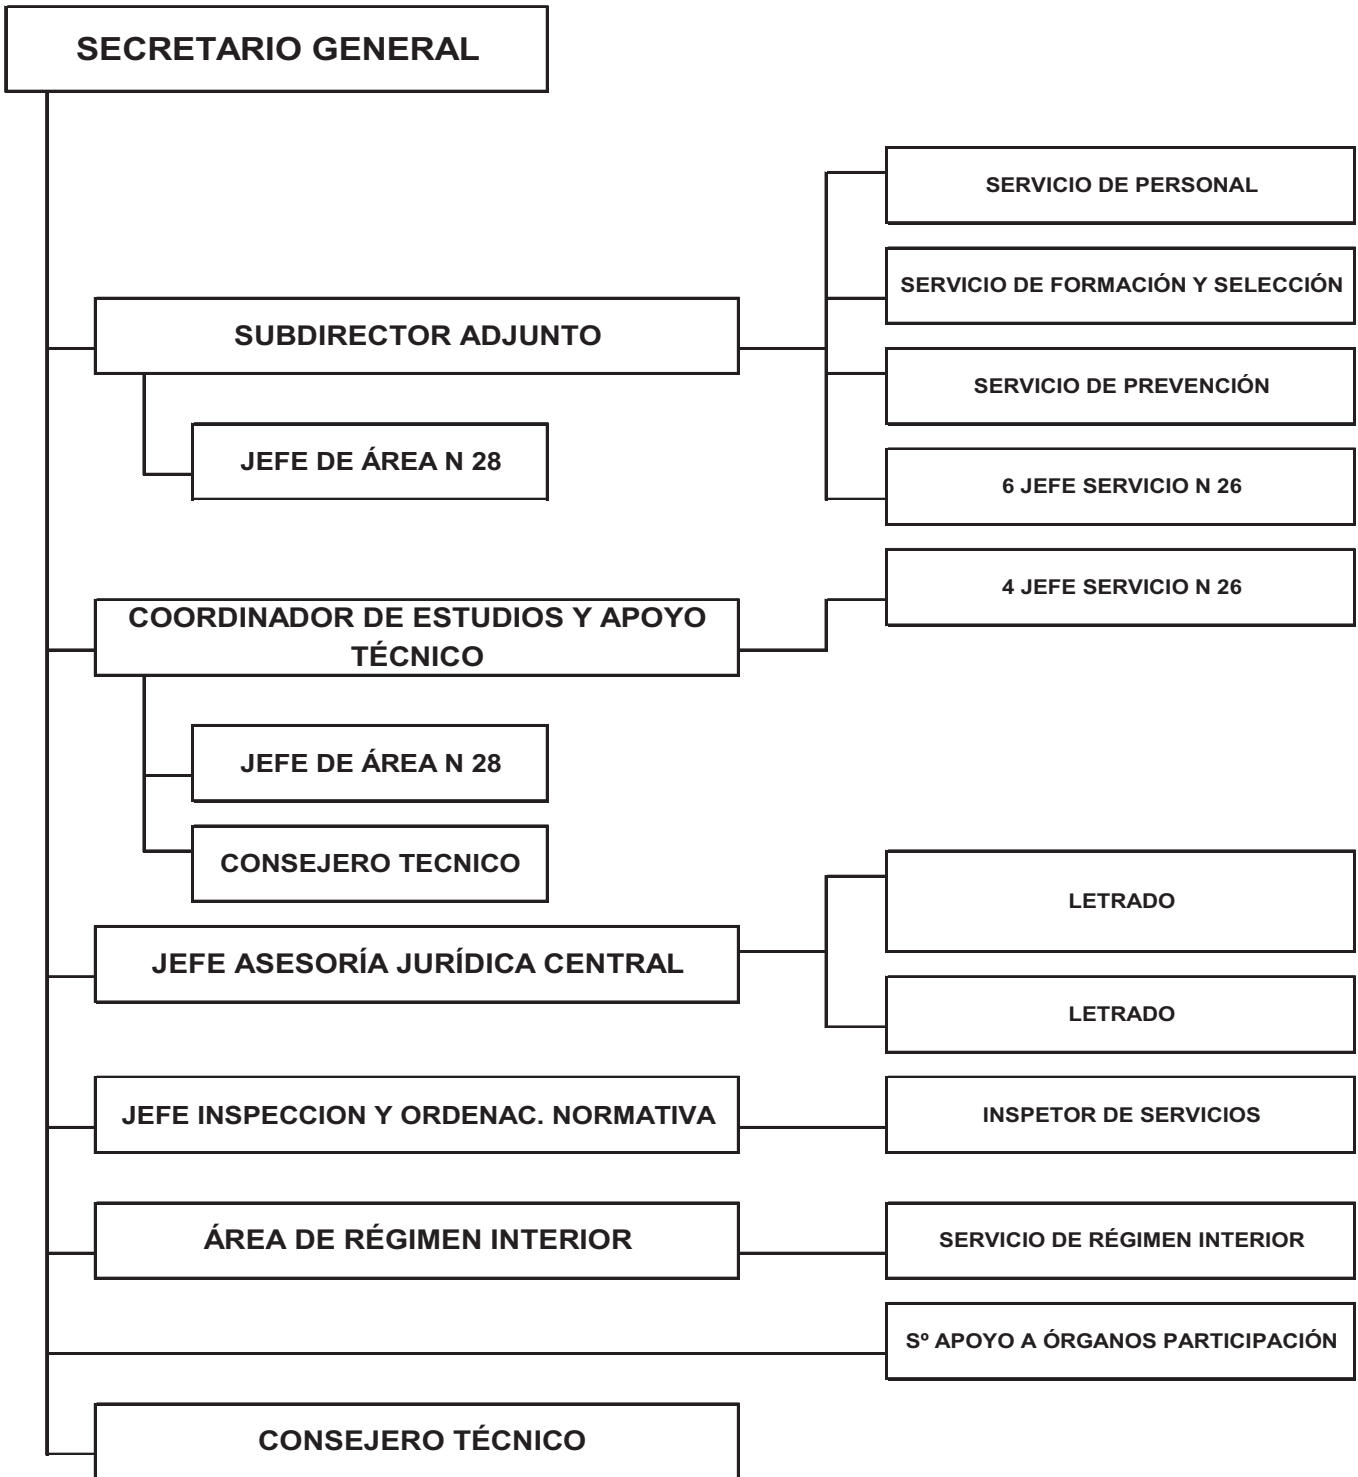 SECRETARIO GENERAL
SERVICIO DE PERSONAL
SERVICIO DE FORMACIÓN Y SELECCIÓN
SUBDIRECTOR ADJUNTO
SERVICIO DE PREVENCIÓN
JEFE DE ÁREA N 28
6 JEFE SERVICIO N 26
4 JEFE SERVICIO N 26
COORDINADOR DE ESTUDIOS Y APOYO
TÉCNICO
JEFE DE ÁREA N 28
CONSEJERO TECNICO
LETRADO
JEFE ASESORÍA JURÍDICA CENTRAL
LETRADO
JEFE INSPECCION Y ORDENAC. NORMATIVA
INSPETOR DE SERVICIOS
ÁREA DE RÉGIMEN INTERIOR
SERVICIO DE RÉGIMEN INTERIOR
Sº APOYO A ÓRGANOS PARTICIPACIÓN
CONSEJERO TÉCNICO